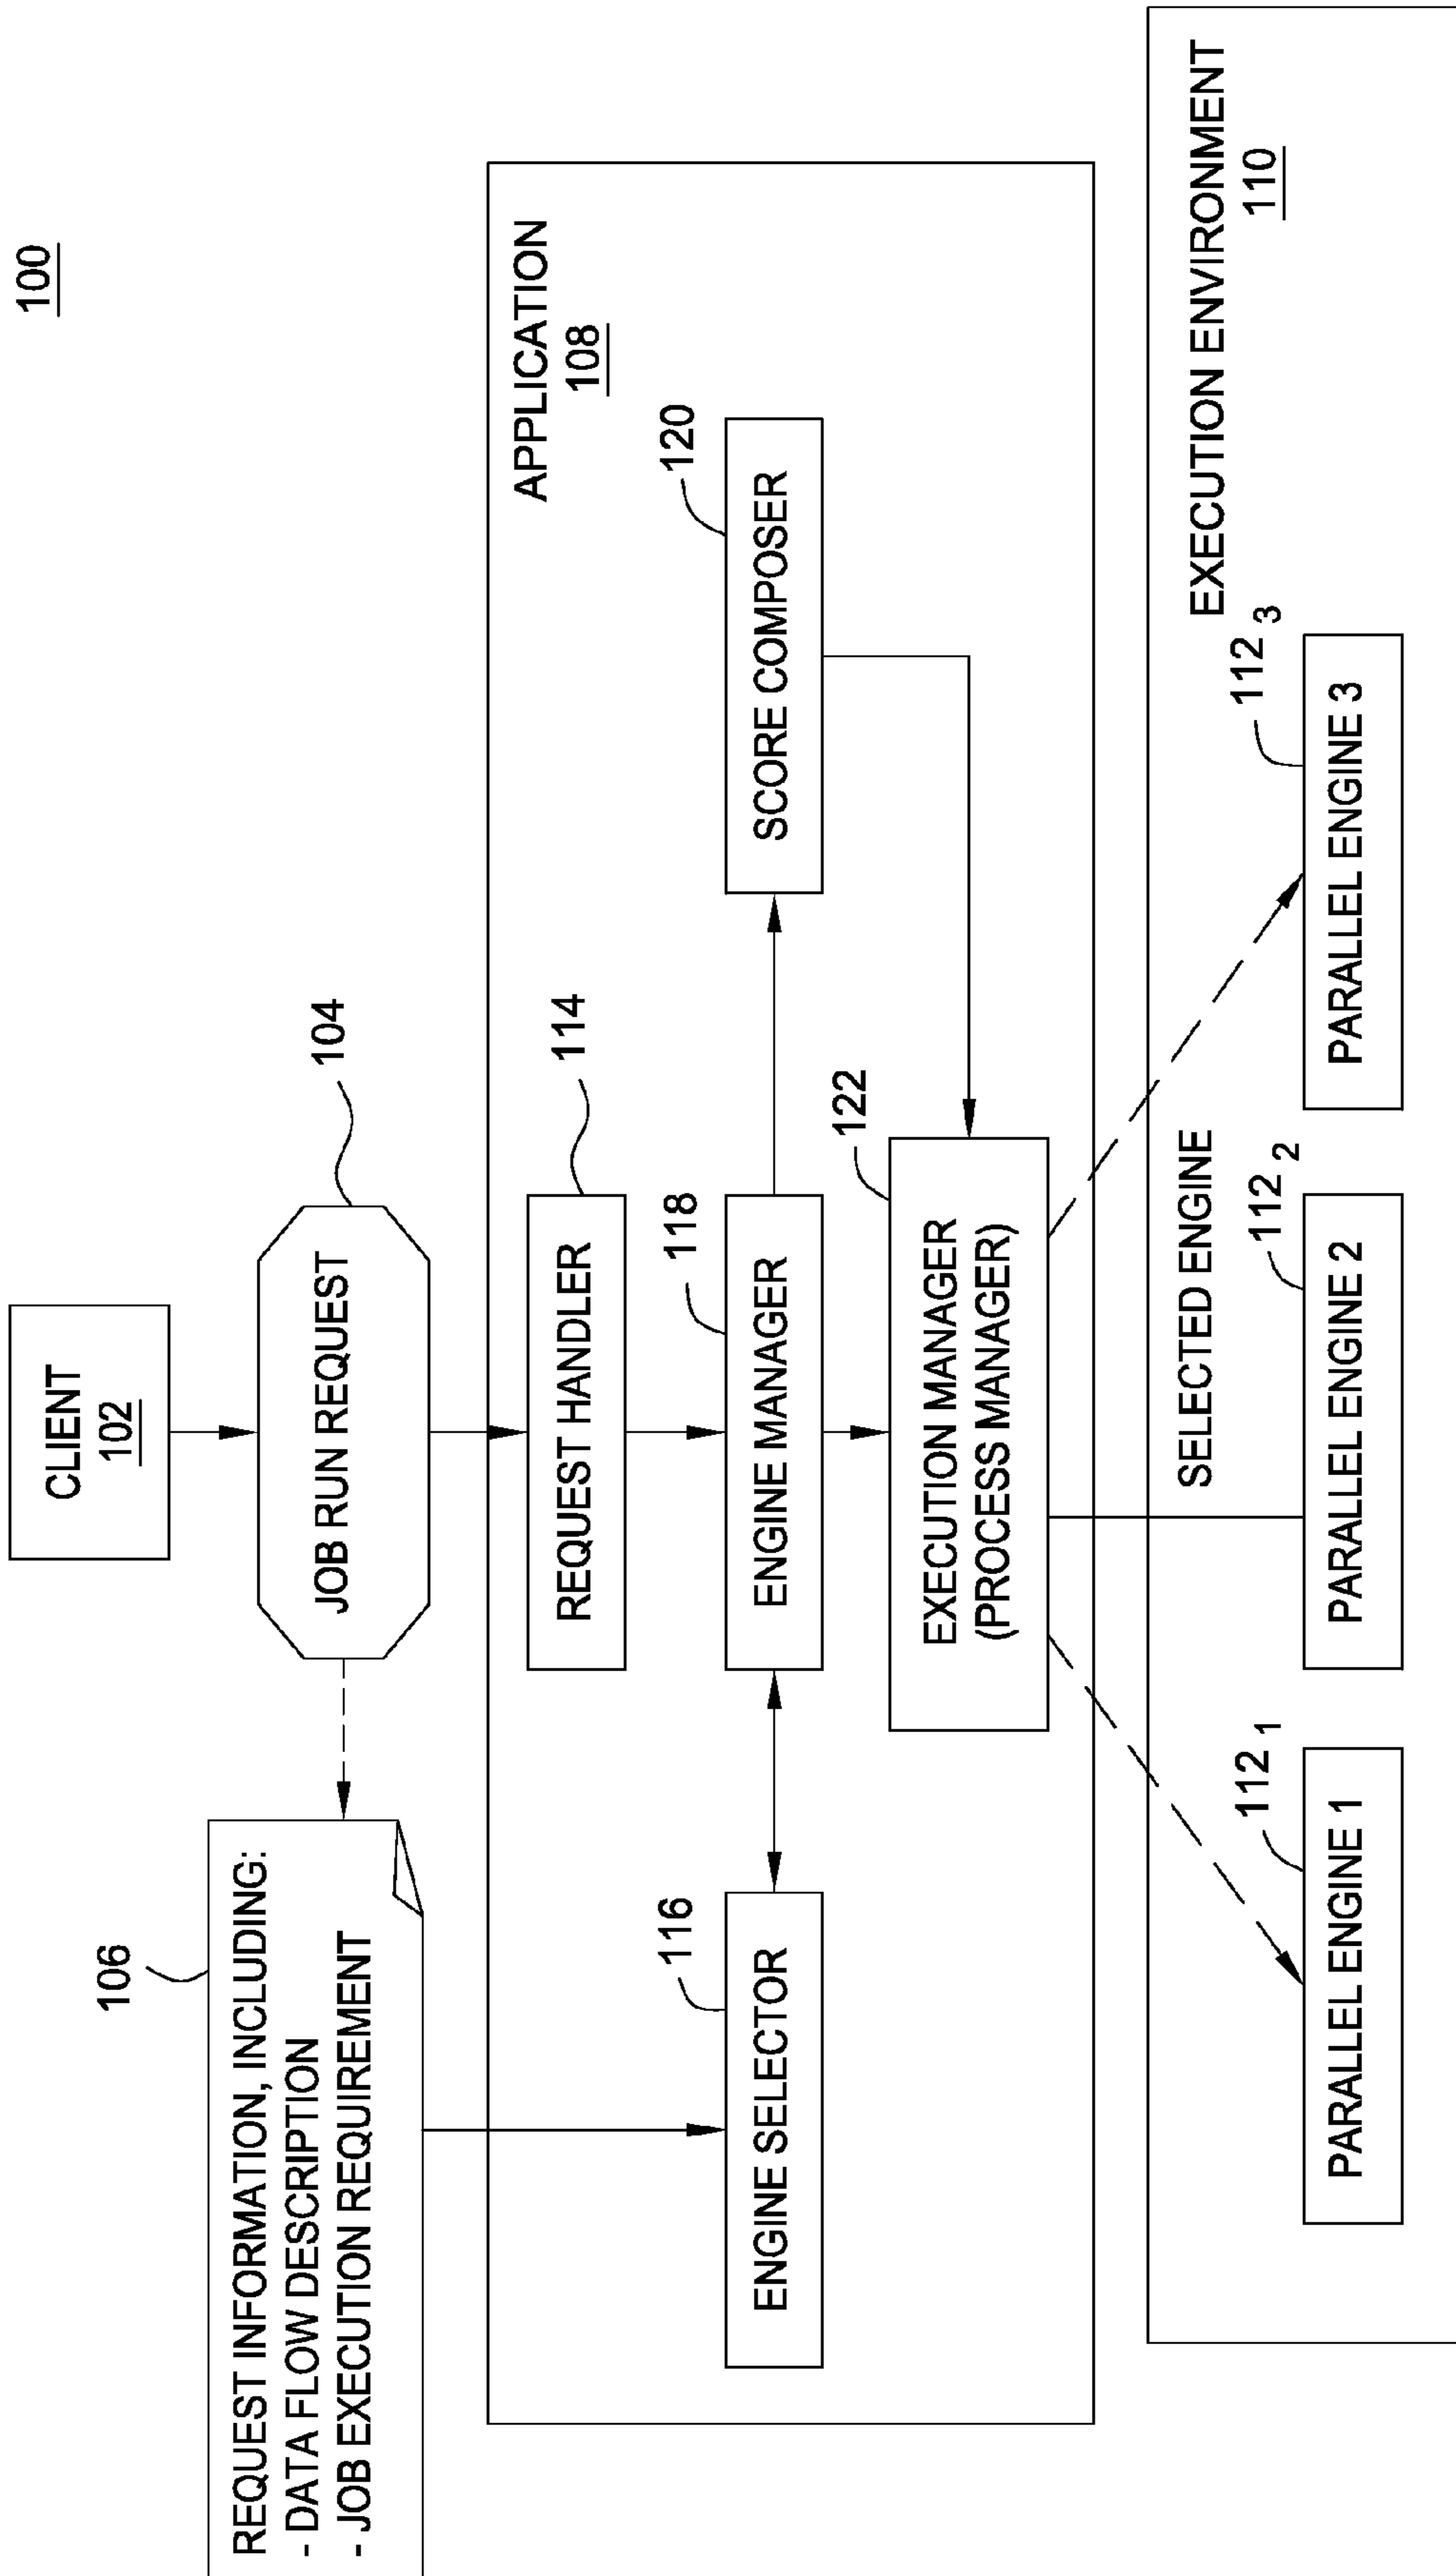 100
CLIENT
102
JOB RUN REQUEST
104
106
REQUEST INFORMATION, INCLUDING:
- DATA FLOW DESCRIPTION
- JOB EXECUTION REQUIREMENT
APPLICATION
108
REQUEST HANDLER
114
ENGINE SELECTOR
116
ENGINE MANAGER
118
SCORE COMPOSER
120
EXECUTION MANAGER
(PROCESS MANAGER)
122
EXECUTION ENVIRONMENT
110
SELECTED ENGINE
PARALLEL ENGINE 1
112 1
PARALLEL ENGINE 2
112 2
PARALLEL ENGINE 3
112 3